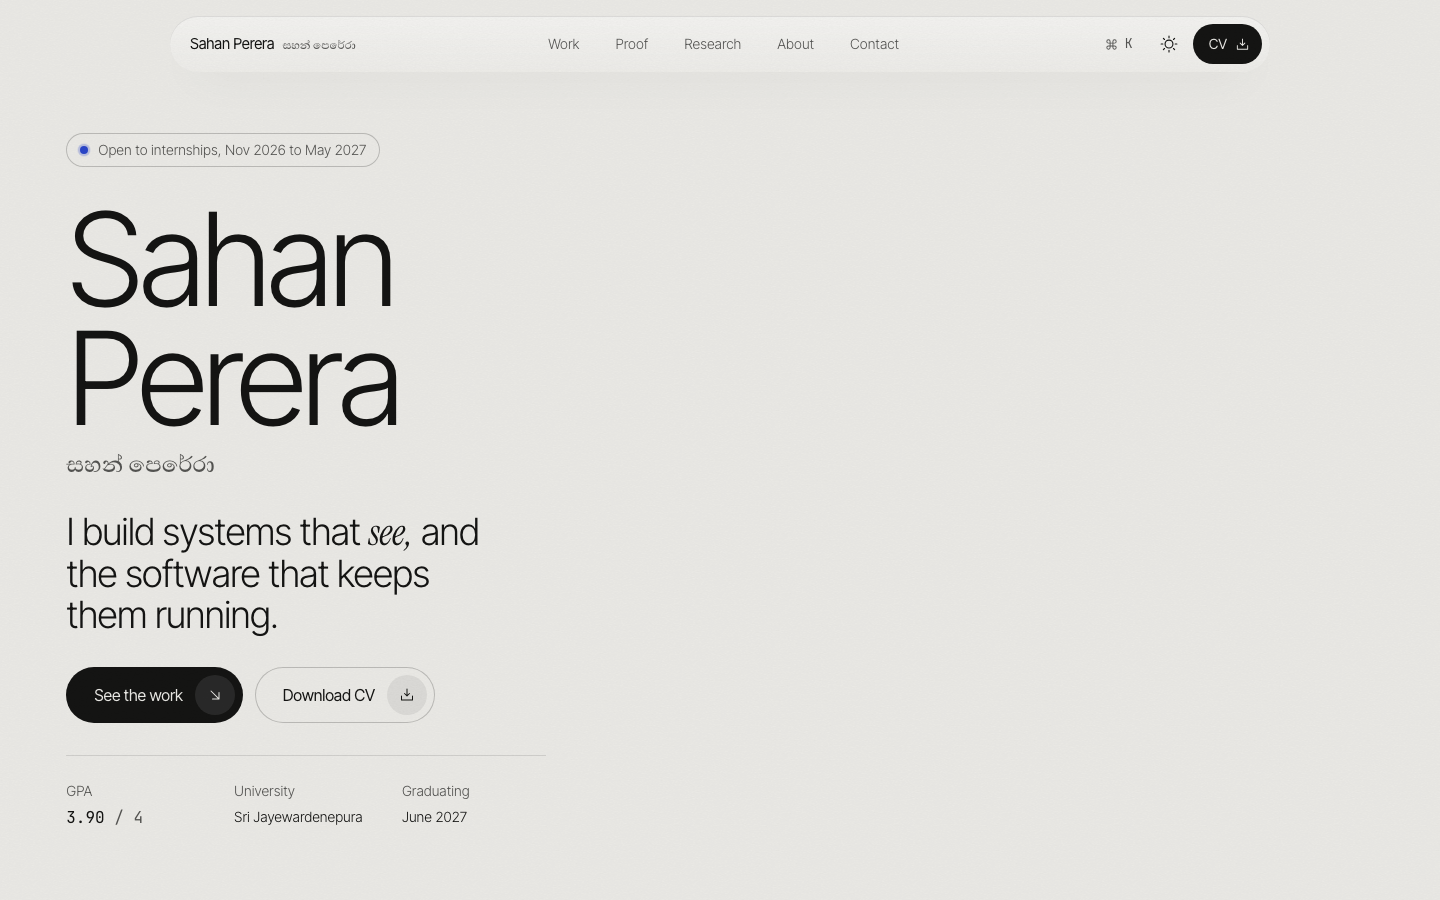 Sahan Perera සහන් පෙරේරා
Work Proof Research About Contact
⌘ K
CV
Open to internships, Nov 2026 to May 2027
Sahan
Perera
සහන් පෙරේරා
I build systems that see, and
the software that keeps
them running.
See the work
Download CV
GPA University Graduating
3.90 / 4 Sri Jayewardenepura June 2027